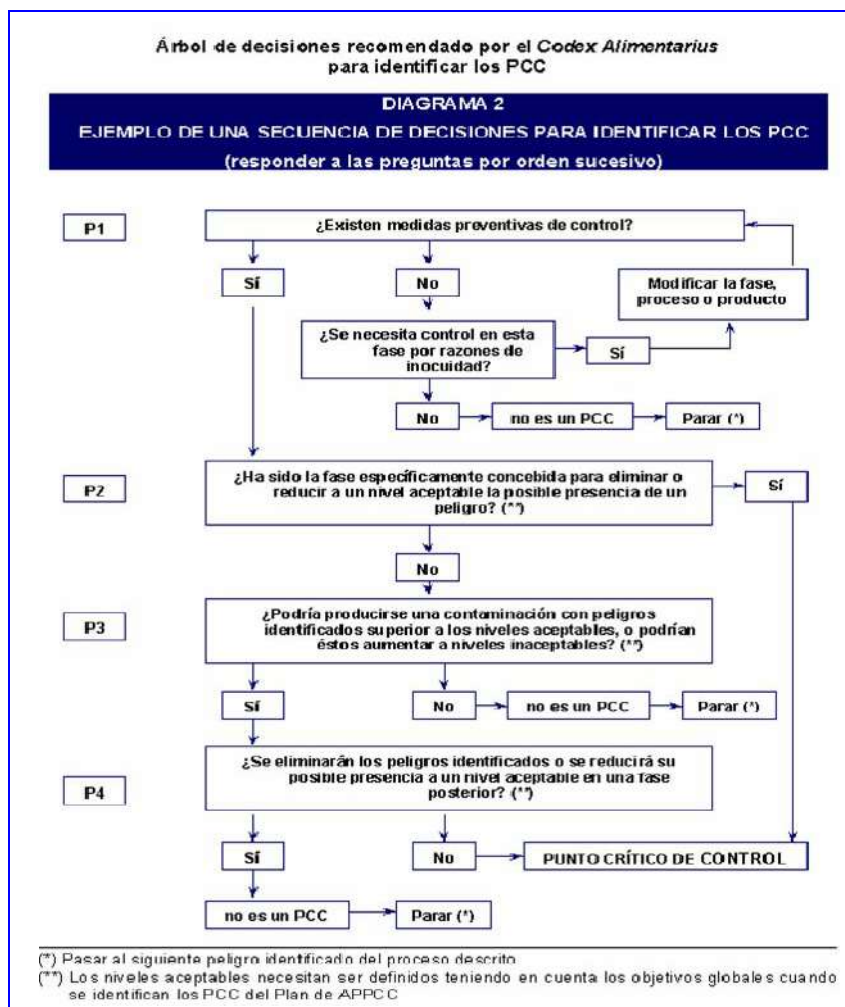 Árbol de decisiones recomendado por el Codex Alimentarius
para identificar los PCC
DIAGRAMA 2
EJEMPLO DE UNA SECUENCIA DE DECISIONES PARA IDENTIFICAR LOS PCC
(responder a las preguntas por orden sucesivo)
P1
¿Existen medidas preventivas de control?
Sí
No
Modificar la fase,
proceso o producto
¿Se necesita control en esta
fase por razones de
inocuidad?
Sí
No
no es un PCC
Parar (*)
P2
¿Ha sido la fase específicamente concebida para eliminar o
reducir a un nivel aceptable la posible presencia de un
peligro? (**)
Sí
No
P3
¿Podría producirse una contaminación con peligros
identificados superior a los niveles aceptables, o podrían
éstos aumentar a niveles inaceptables? (**)
Sí
No
no es un PCC
Parar (*)
P4
¿Se eliminarán los peligros identificados o se reducirá su
posible presencia a un nivel aceptable en una fase
posterior? (**)
Sí
No
PUNTO CRÍTICO DE CONTROL
no es un PCC
Parar (*)
(*) Pasar al siguiente peligro identificado del proceso descrito
(**) Los niveles aceptables necesitan ser definidos teniendo en cuenta los objetivos globales cuando
se identifican los PCC del Plan de APPCC